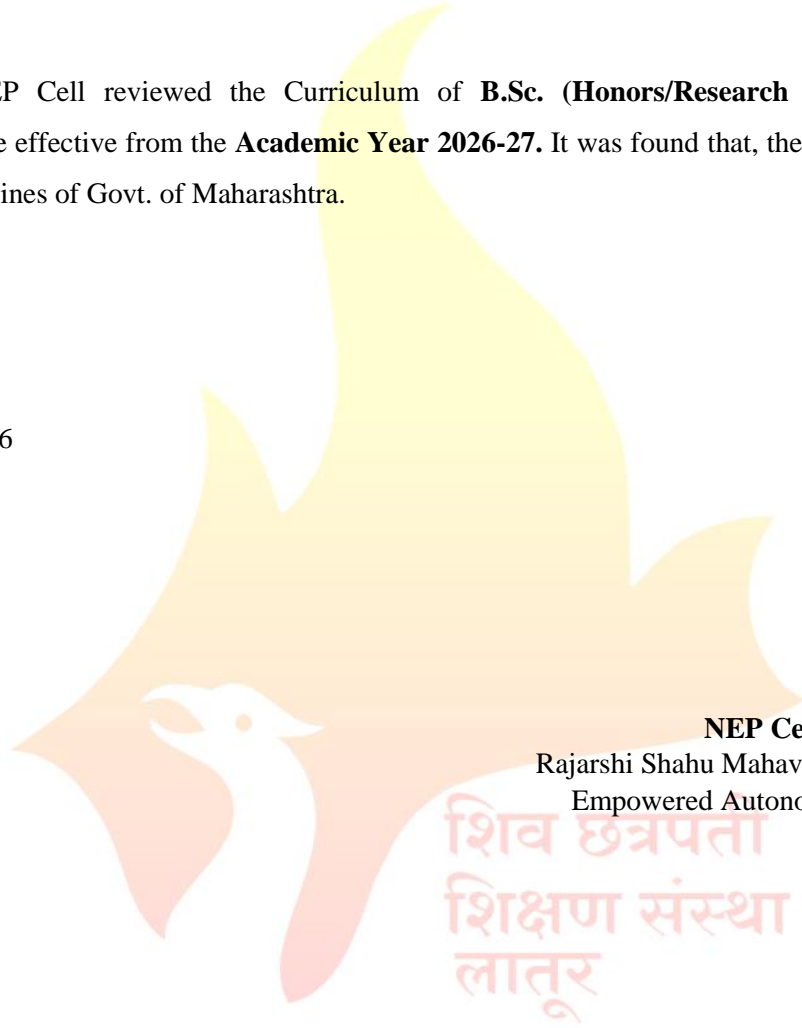 EP Cell reviewed the Curriculum of B.Sc. (Honors/Research
e effective from the Academic Year 2026-27. It was found that, the
ines of Govt. of Maharashtra.
6
NEP Ce
Rajarshi Shahu Mahav
Empowered Autono
शिव छत्रपती
शिक्षण संस्था
लातूर